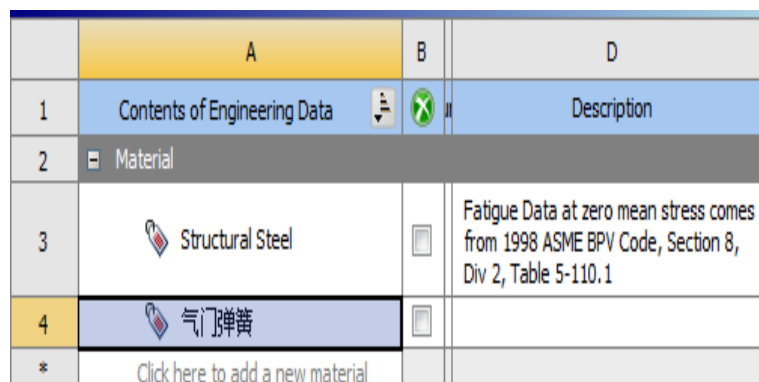 A B D
1 Contents of Engineering Data Description
2 Material
3 Structural Steel Fatigue Data at zero mean stress comes
from 1998 ASME BPV Code, Section 8,
Div 2, Table 5-110.1
4 气门弹簧
* Click here to add a new material